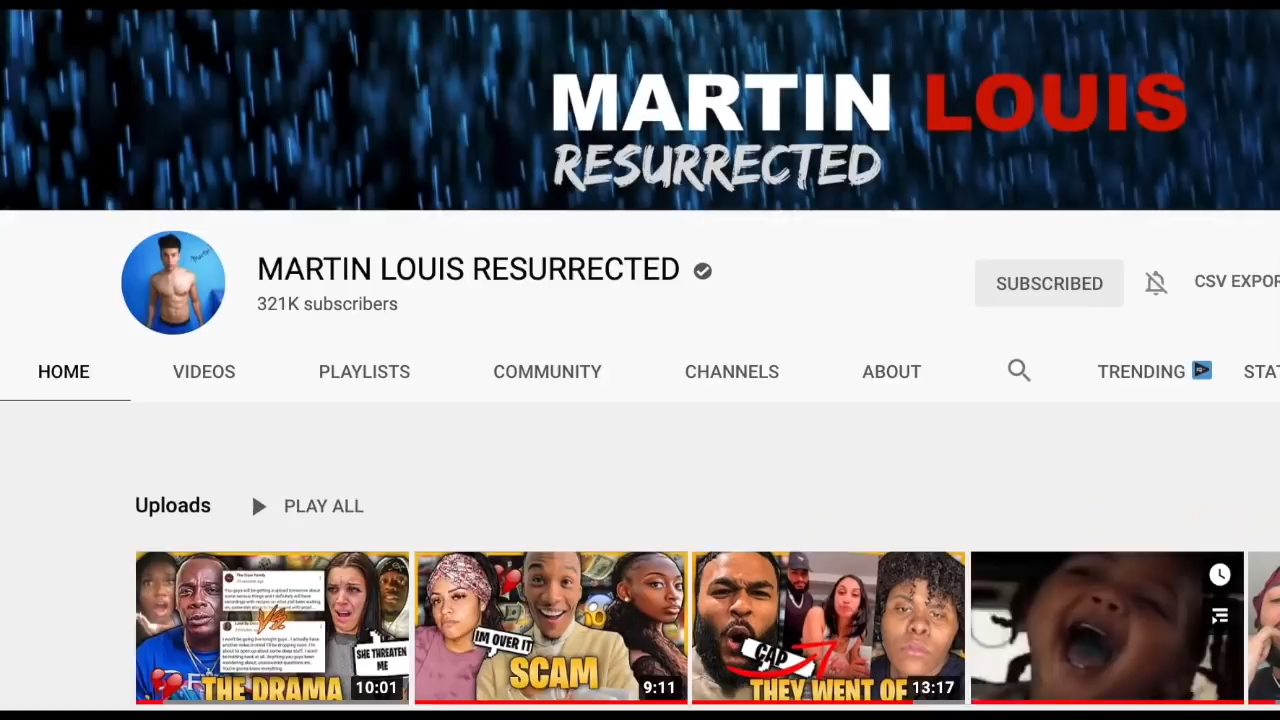 MARTIN LOUIS
RESURRECTED
MARTIN LOUIS RESURRECTED
321K subscribers
SUBSCRIBED
CSV EXPOR
HOME
VIDEOS
PLAYLISTS
COMMUNITY
CHANNELS
ABOUT
TRENDING
STAT
Uploads
PLAY ALL
VS
SHE THREATEN
ME
THE DRAMA
10:01
IM OVER IT
SCAM
9:11
CAP
THEY WENT OF
13:17